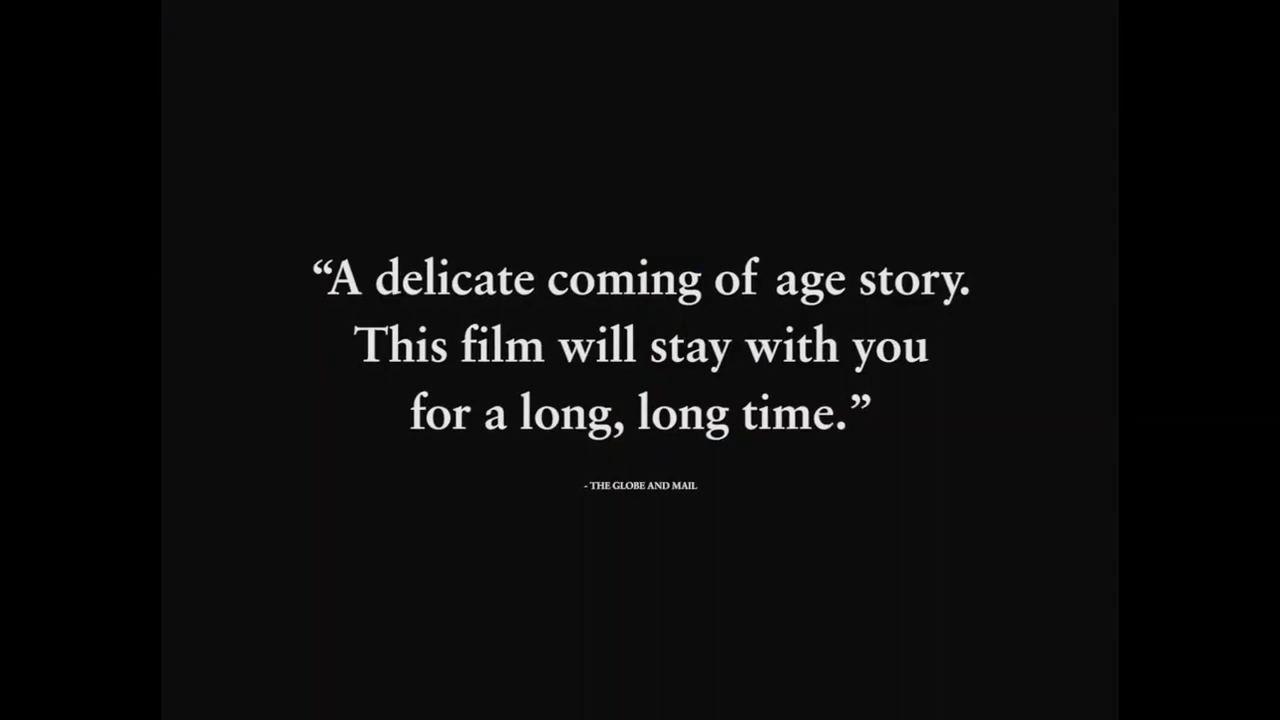 “A delicate coming of age story.
This film will stay with you
for a long, long time.”
- THE GLOBE AND MAIL